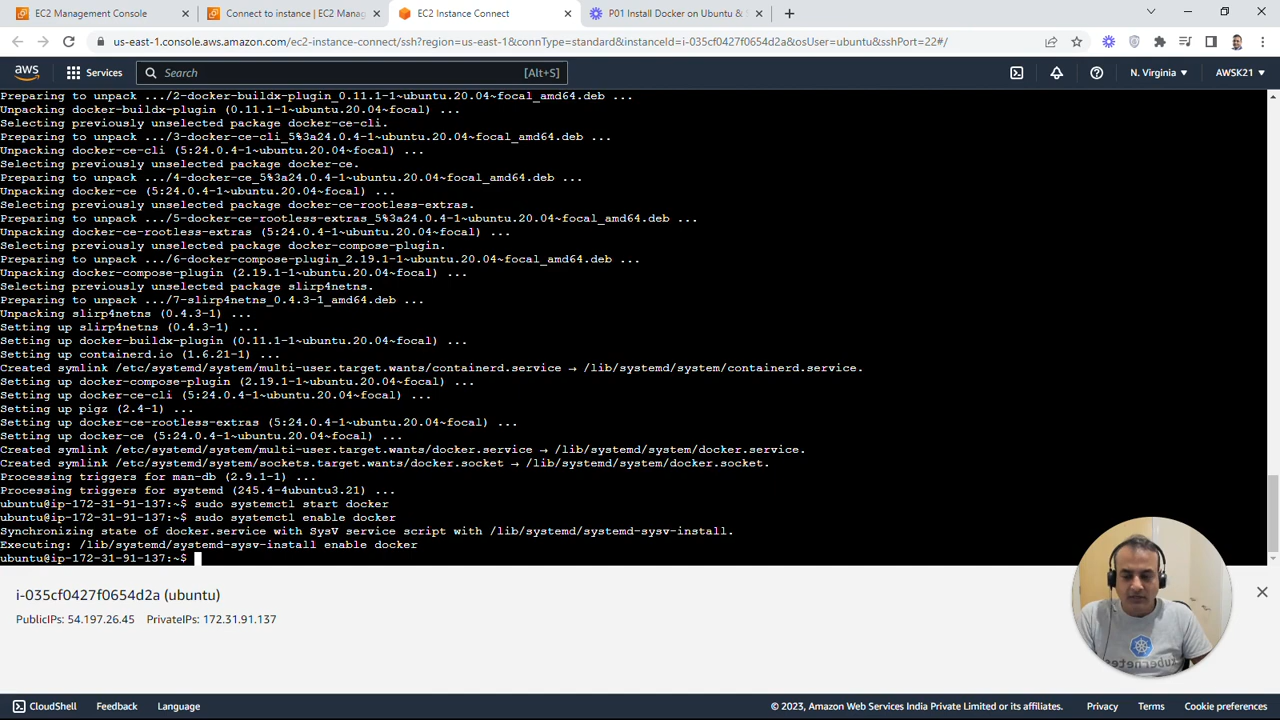 EC2 Management Console
Connect to instance | EC2 Manag
EC2 Instance Connect
P01 Install Docker on Ubuntu &
us-east-1.console.aws.amazon.com/ec2-instance-connect/ssh?region=us-east-1&connType=standard&instanceId=i-035cf0427f0654d2a&osUser=ubuntu&sshPort=22#/
aws
Services
Search
[Alt+S]
N. Virginia
AWSK21
Preparing to unpack .../2-docker-buildx-plugin_0.11.1-1~ubuntu.20.04~focal_amd64.deb ...
Unpacking docker-buildx-plugin (0.11.1-1~ubuntu.20.04~focal) ...
Selecting previously unselected package docker-ce-cli.
Preparing to unpack .../3-docker-ce-cli_5%3a24.0.4-1~ubuntu.20.04~focal_amd64.deb ...
Unpacking docker-ce-cli (5:24.0.4-1~ubuntu.20.04~focal) ...
Selecting previously unselected package docker-ce.
Preparing to unpack .../4-docker-ce_5%3a24.0.4-1~ubuntu.20.04~focal_amd64.deb ...
Unpacking docker-ce (5:24.0.4-1~ubuntu.20.04~focal) ...
Selecting previously unselected package docker-ce-rootless-extras.
Preparing to unpack .../5-docker-ce-rootless-extras_5%3a24.0.4-1~ubuntu.20.04~focal_amd64.deb ...
Unpacking docker-ce-rootless-extras (5:24.0.4-1~ubuntu.20.04~focal) ...
Selecting previously unselected package docker-compose-plugin.
Preparing to unpack .../6-docker-compose-plugin_2.19.1-1~ubuntu.20.04~focal_amd64.deb ...
Unpacking docker-compose-plugin (2.19.1-1~ubuntu.20.04~focal) ...
Selecting previously unselected package slirp4netns.
Preparing to unpack .../7-slirp4netns_0.4.3-1_amd64.deb ...
Unpacking slirp4netns (0.4.3-1) ...
Setting up slirp4netns (0.4.3-1) ...
Setting up docker-buildx-plugin (0.11.1-1~ubuntu.20.04~focal) ...
Setting up containerd.io (1.6.21-1) ...
Created symlink /etc/systemd/system/multi-user.target.wants/containerd.service → /lib/systemd/system/containerd.service.
Setting up docker-compose-plugin (2.19.1-1~ubuntu.20.04~focal) ...
Setting up docker-ce-cli (5:24.0.4-1~ubuntu.20.04~focal) ...
Setting up pigz (2.4-1) ...
Setting up docker-ce-rootless-extras (5:24.0.4-1~ubuntu.20.04~focal) ...
Setting up docker-ce (5:24.0.4-1~ubuntu.20.04~focal) ...
Created symlink /etc/systemd/system/multi-user.target.wants/docker.service → /lib/systemd/system/docker.service.
Created symlink /etc/systemd/system/sockets.target.wants/docker.socket → /lib/systemd/system/docker.socket.
Processing triggers for man-db (2.9.1-1) ...
Processing triggers for systemd (245.4-4ubuntu3.21) ...
ubuntu@ip-172-31-91-137:~$ sudo systemctl start docker
ubuntu@ip-172-31-91-137:~$ sudo systemctl enable docker
Synchronizing state of docker.service with SysV service script with /lib/systemd/systemd-sysv-install.
Executing: /lib/systemd/systemd-sysv-install enable docker
ubuntu@ip-172-31-91-137:~$
i-035cf0427f0654d2a (ubuntu)
PublicIPs: 54.197.26.45 PrivateIPs: 172.31.91.137
kubernetes
CloudShell
Feedback
Language
© 2023, Amazon Web Services India Private Limited or its affiliates.
Privacy
Terms
Cookie preferences